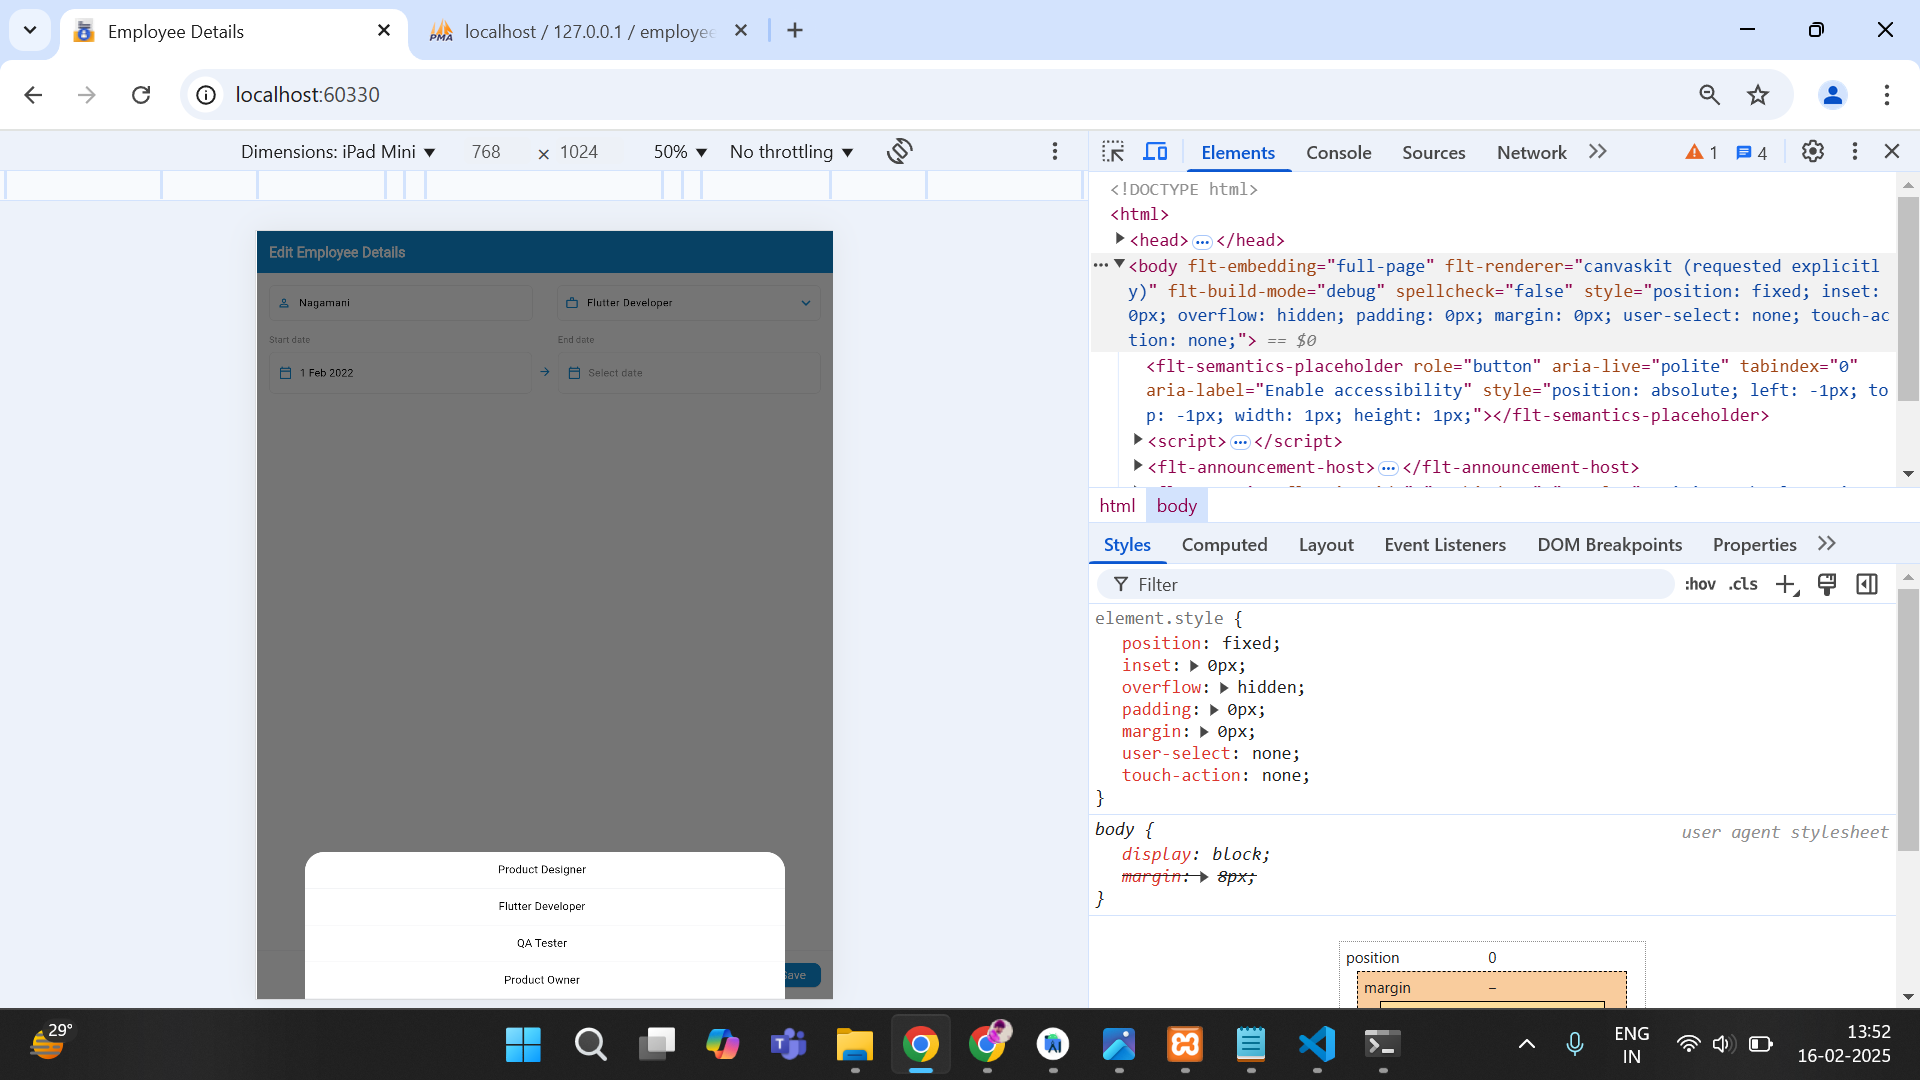 Employee Details
localhost / 127.0.0.1 / employee
localhost:60330
Dimensions: iPad Mini 768 × 1024 50% No throttling
Elements Console Sources Network 1 4
Edit Employee Details
Nagamani
Flutter Developer
Start date
End date
1 Feb 2022
Select date
Product Designer
Flutter Developer
QA Tester
Product Owner
Save
<!DOCTYPE html>
<html>
<head> … </head>
<body flt-embedding="full-page" flt-renderer="canvaskit (requested explicitl
y)" flt-build-mode="debug" spellcheck="false" style="position: fixed; inset:
0px; overflow: hidden; padding: 0px; margin: 0px; user-select: none; touch-ac
tion: none;"> == $0
<flt-semantics-placeholder role="button" aria-live="polite" tabindex="0"
aria-label="Enable accessibility" style="position: absolute; left: -1px; to
p: -1px; width: 1px; height: 1px;"></flt-semantics-placeholder>
<script> … </script>
<flt-announcement-host> … </flt-announcement-host>
html body
Styles Computed Layout Event Listeners DOM Breakpoints Properties
Filter :hov .cls
element.style {
position: fixed;
inset: 0px;
overflow: hidden;
padding: 0px;
margin: 0px;
user-select: none;
touch-action: none;
}
body { user agent stylesheet
display: block;
margin: 8px;
}
position 0
margin –
29°
ENG
IN
13:52
16-02-2025